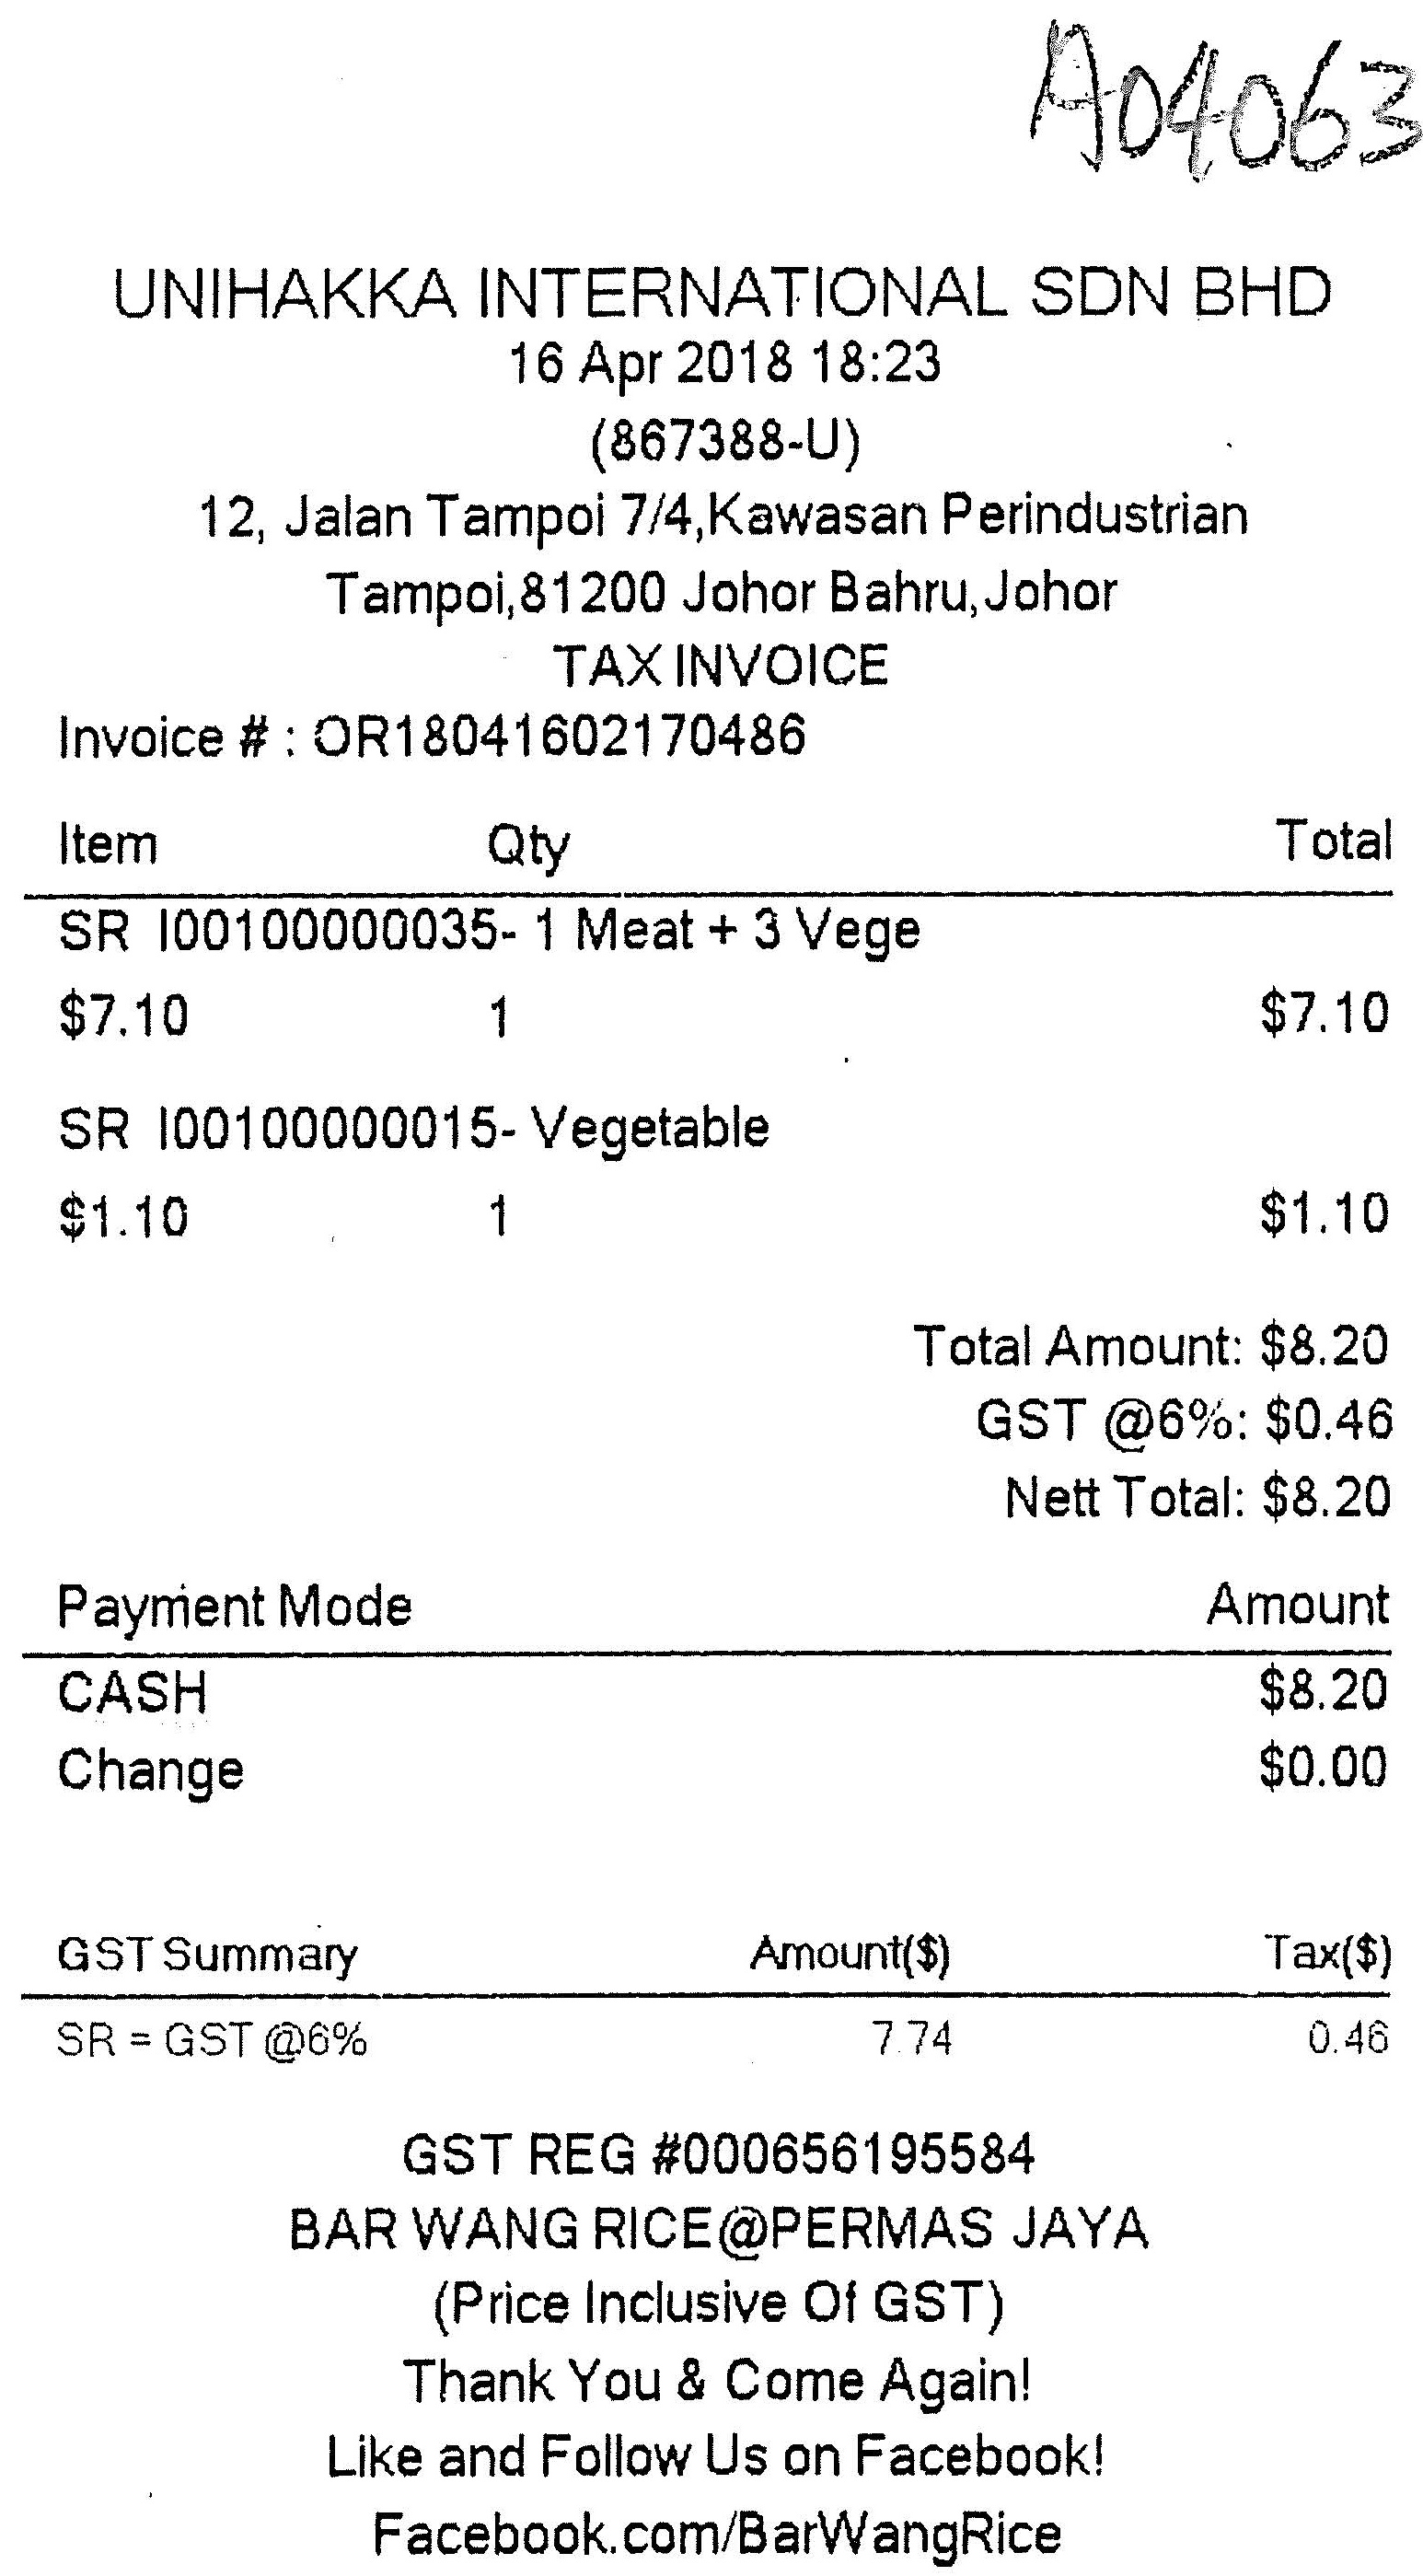 A04063
UNIHAKKA INTERNATIONAL SDN BHD
16 Apr 2018 18:23
(867388-U)
12, Jalan Tampoi 7/4,Kawasan Perindustrian
Tampoi,81200 Johor Bahru,Johor
TAX INVOICE
Invoice # : OR18041602170486
Item Qty Total
SR I00100000035- 1 Meat + 3 Vege
$7.10 1 $7.10
SR I00100000015- Vegetable
$1.10 1 $1.10
Total Amount: $8.20
GST @6%: $0.46
Nett Total: $8.20
Payment Mode Amount
CASH $8.20
Change $0.00
GST Summary Amount($) Tax($)
SR = GST @6% 7.74 0.46
GST REG #000656195584
BAR WANG RICE@PERMAS JAYA
(Price Inclusive Of GST)
Thank You & Come Again!
Like and Follow Us on Facebook!
Facebook.com/BarWangRice